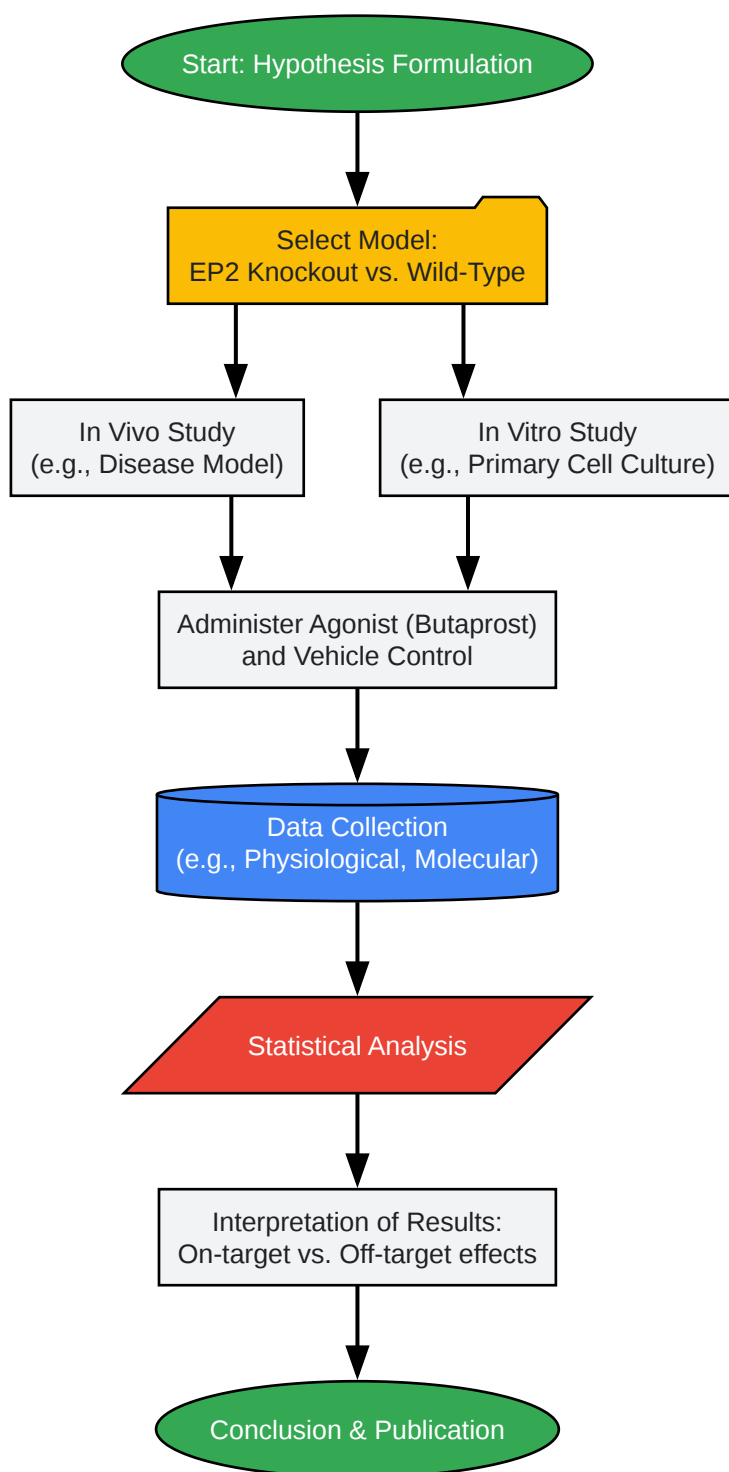 Start: Hypothesis Formulation
Select Model:
EP2 Knockout vs. Wild-Type
In Vivo Study
(e.g., Disease Model)
In Vitro Study
(e.g., Primary Cell Culture)
Administer Agonist (Butaprost)
and Vehicle Control
Data Collection
(e.g., Physiological, Molecular)
Statistical Analysis
Interpretation of Results:
On-target vs. Off-target effects
Conclusion & Publication